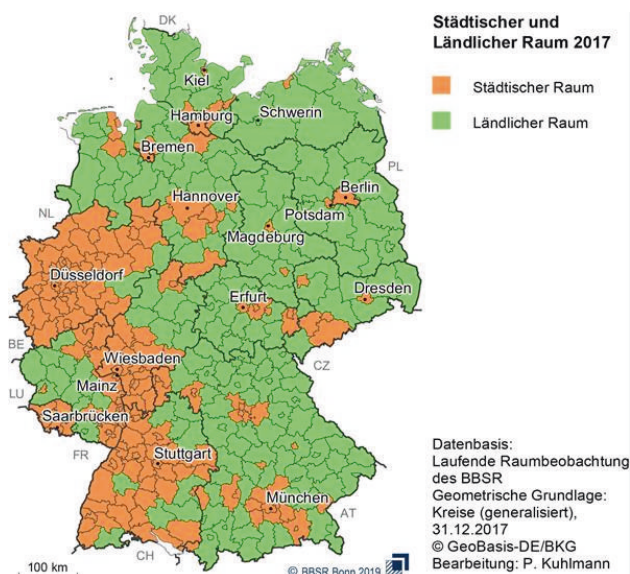 Städtischer und
Ländlicher Raum 2017
Städtischer Raum
Ländlicher Raum
DK
Kiel
Hamburg
Schwerin
Bremen
PL
Berlin
Hannover
Potsdam
NL
Magdeburg
Düsseldorf
Dresden
Erfurt
BE
Wiesbaden
CZ
Mainz
LU
Saarbrücken
FR
Stuttgart
München
AT
CH
100 km
© BBSR Bonn 2019
Datenbasis:
Laufende Raumbeobachtung
des BBSR
Geometrische Grundlage:
Kreise (generalisiert),
31.12.2017
© GeoBasis-DE/BKG
Bearbeitung: P. Kuhlmann